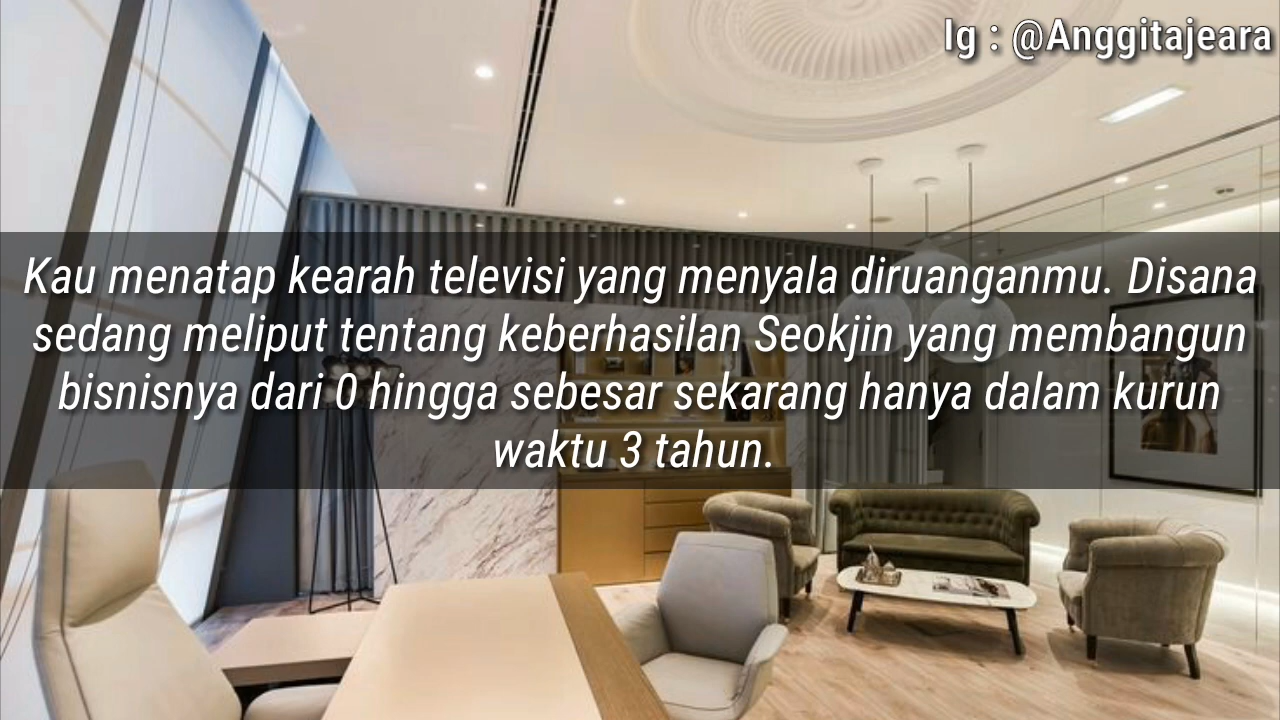 Ig : @Anggitajeara
Kau menatap kearah televisi yang menyala diruanganmu. Disana
sedang meliput tentang keberhasilan Seokjin yang membangun
bisnisnya dari 0 hingga sebesar sekarang hanya dalam kurun
waktu 3 tahun.